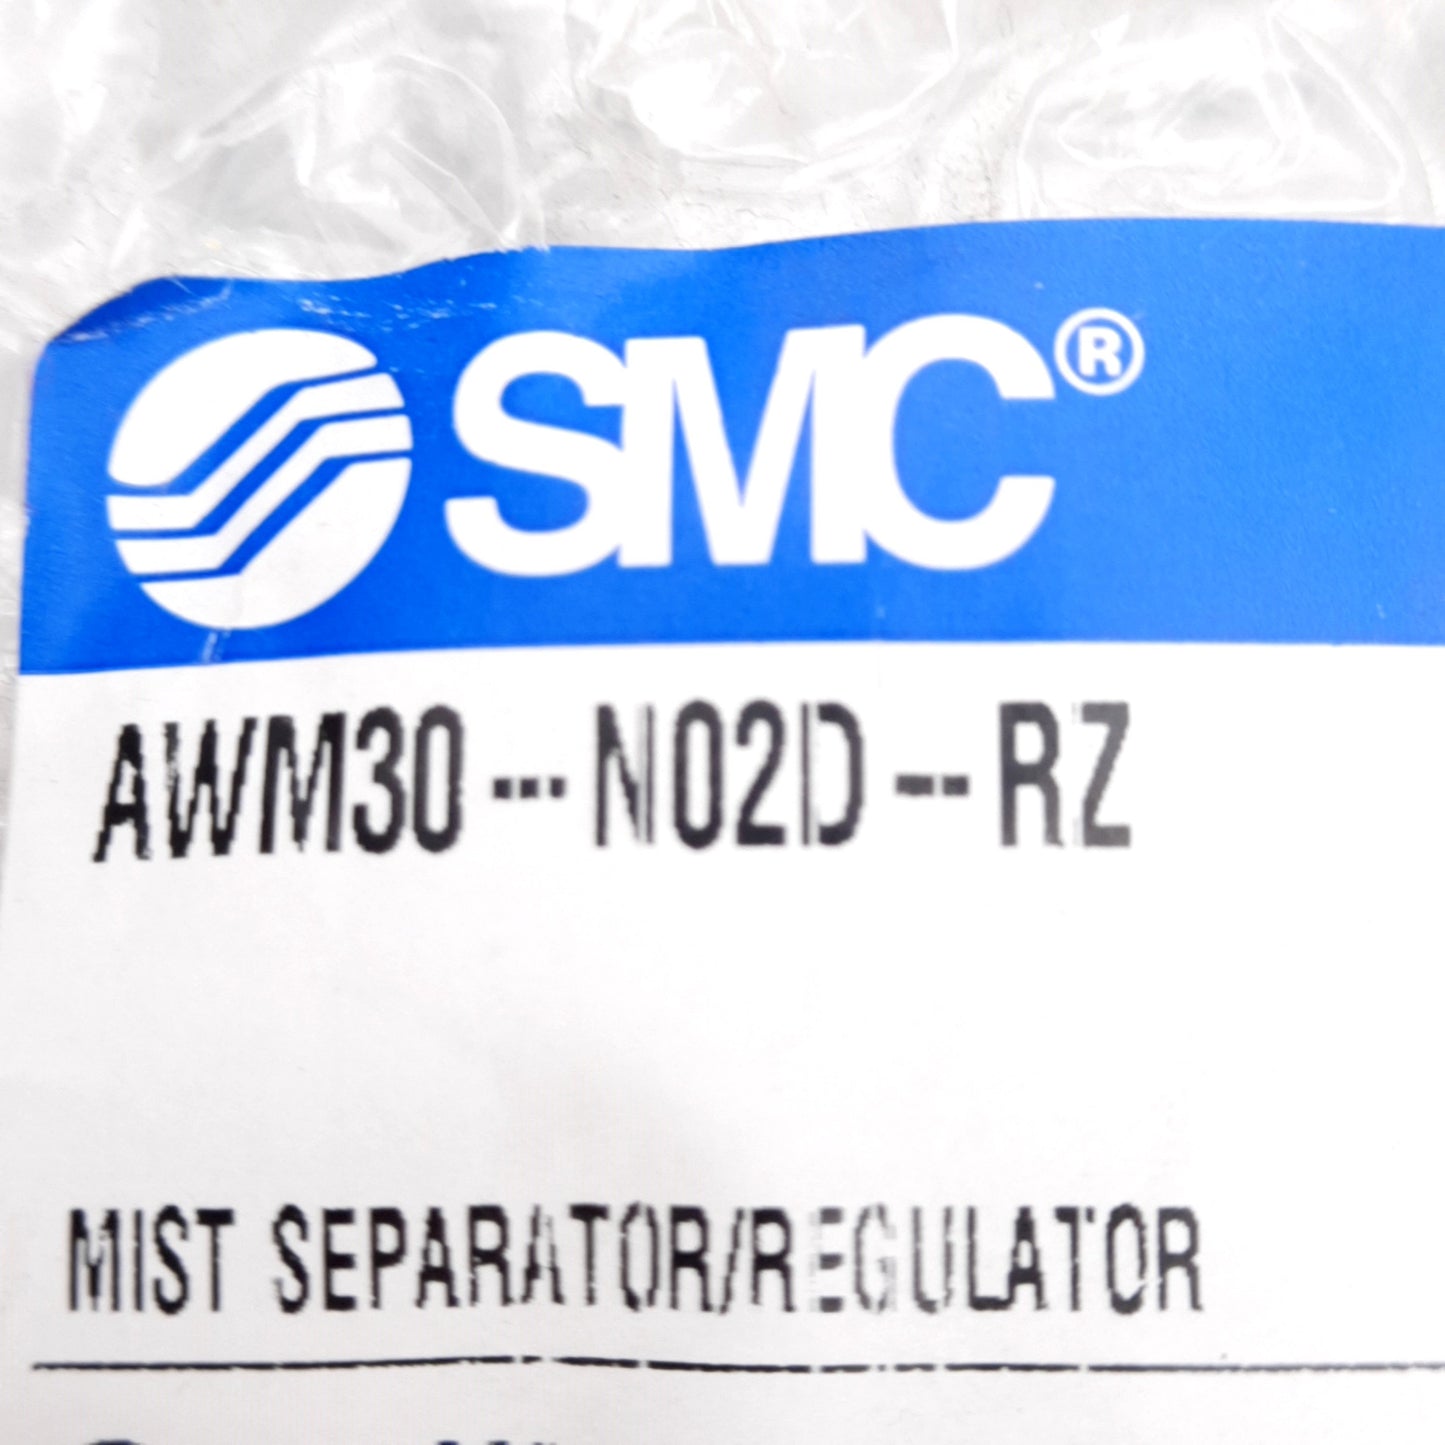 SMC®
AWM30-N02D-RZ
MIST SEPARATOR/REGULATOR